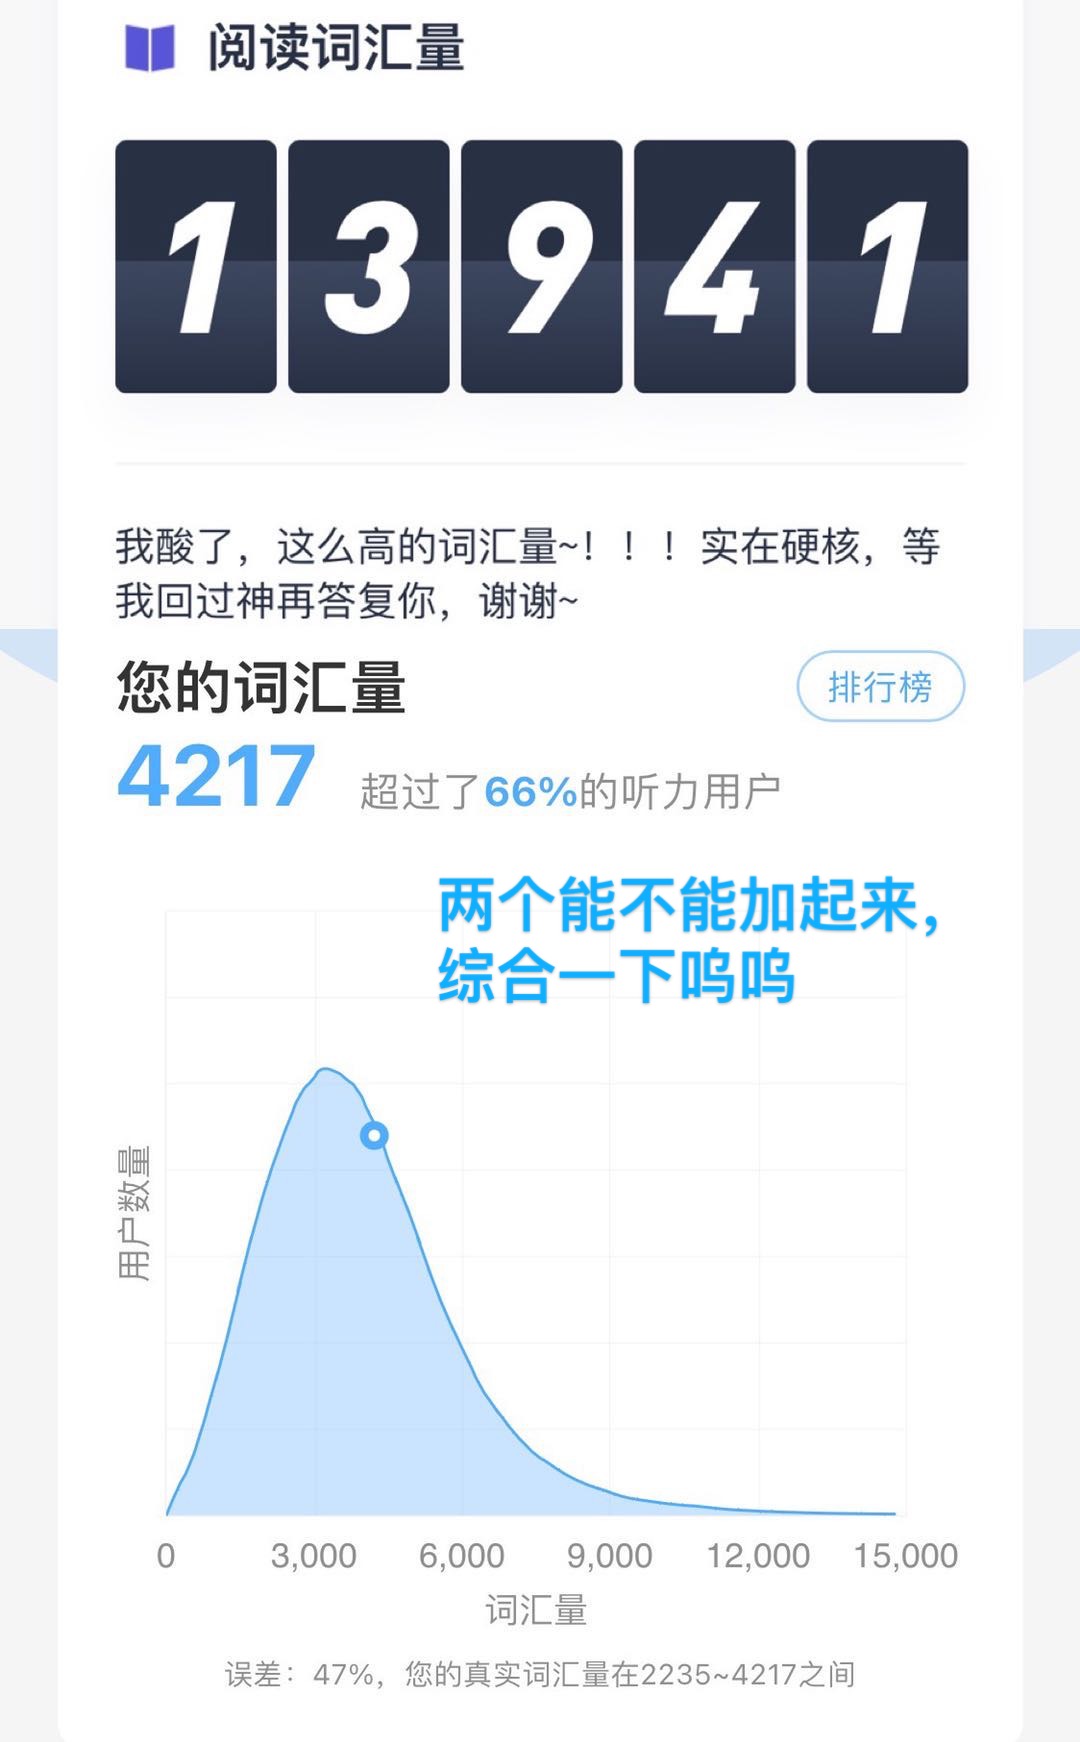 阅读词汇量
13941
我酸了，这么高的词汇量~！！！实在硬核，等
我回过神再答复你，谢谢~
您的词汇量
排行榜
4217 超过了66%的听力用户
两个能不能加起来，
综合一下呜呜
用户数量
0 3,000 6,000 9,000 12,000 15,000
词汇量
误差：47%，您的真实词汇量在2235~4217之间